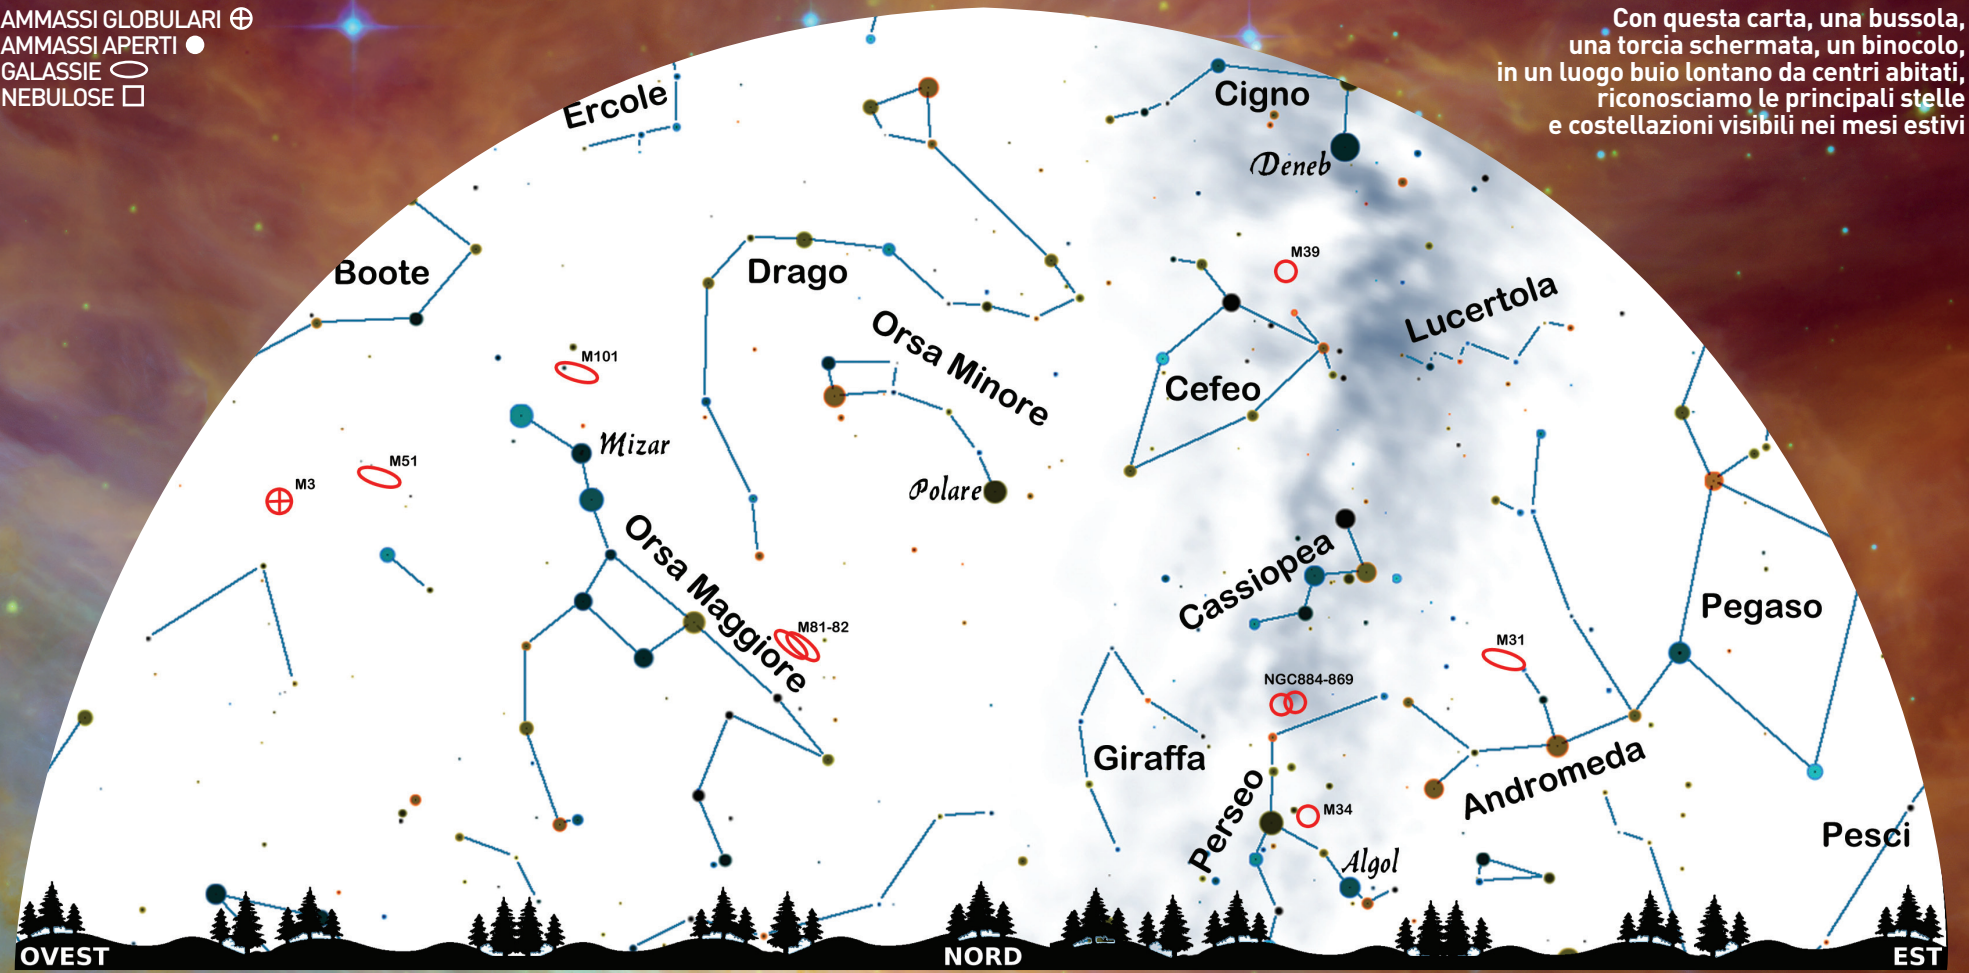 AMMASSI GLOBULARI
AMMASSI APERTI
GALASSIE
NEBULOSE
Con questa carta, una bussola,
una torcia schermata, un binocolo,
in un luogo buio lontano da centri abitati,
riconosciamo le principali stelle
e costellazioni visibili nei mesi estivi
Ercole
Cigno
Deneb
Boote
Drago
M39
Lucertola
Orsa Minore
M101
Cefeo
Mizar
M51
M3
Polare
Orsa Maggiore
Cassiopea
Pegaso
M81-82
M31
NGC884-869
Giraffa
Andromeda
Perseo
M34
Algol
Pesci
OVEST
NORD
EST